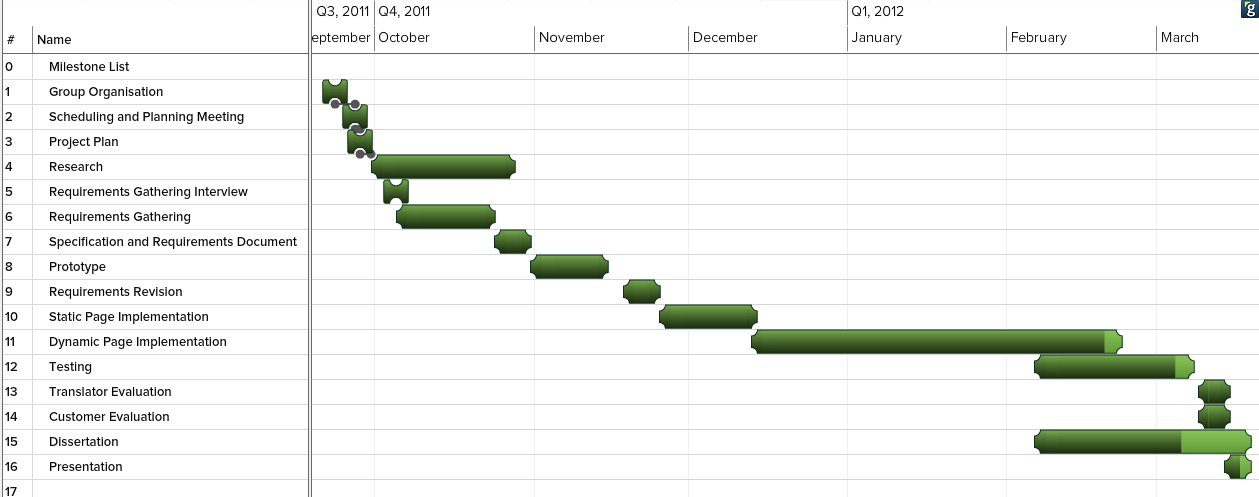 Q3, 2011 Q4, 2011 Q1, 2012
# Name eptember October November December January February March
0 Milestone List
1 Group Organisation
2 Scheduling and Planning Meeting
3 Project Plan
4 Research
5 Requirements Gathering Interview
6 Requirements Gathering
7 Specification and Requirements Document
8 Prototype
9 Requirements Revision
10 Static Page Implementation
11 Dynamic Page Implementation
12 Testing
13 Translator Evaluation
14 Customer Evaluation
15 Dissertation
16 Presentation
17
g